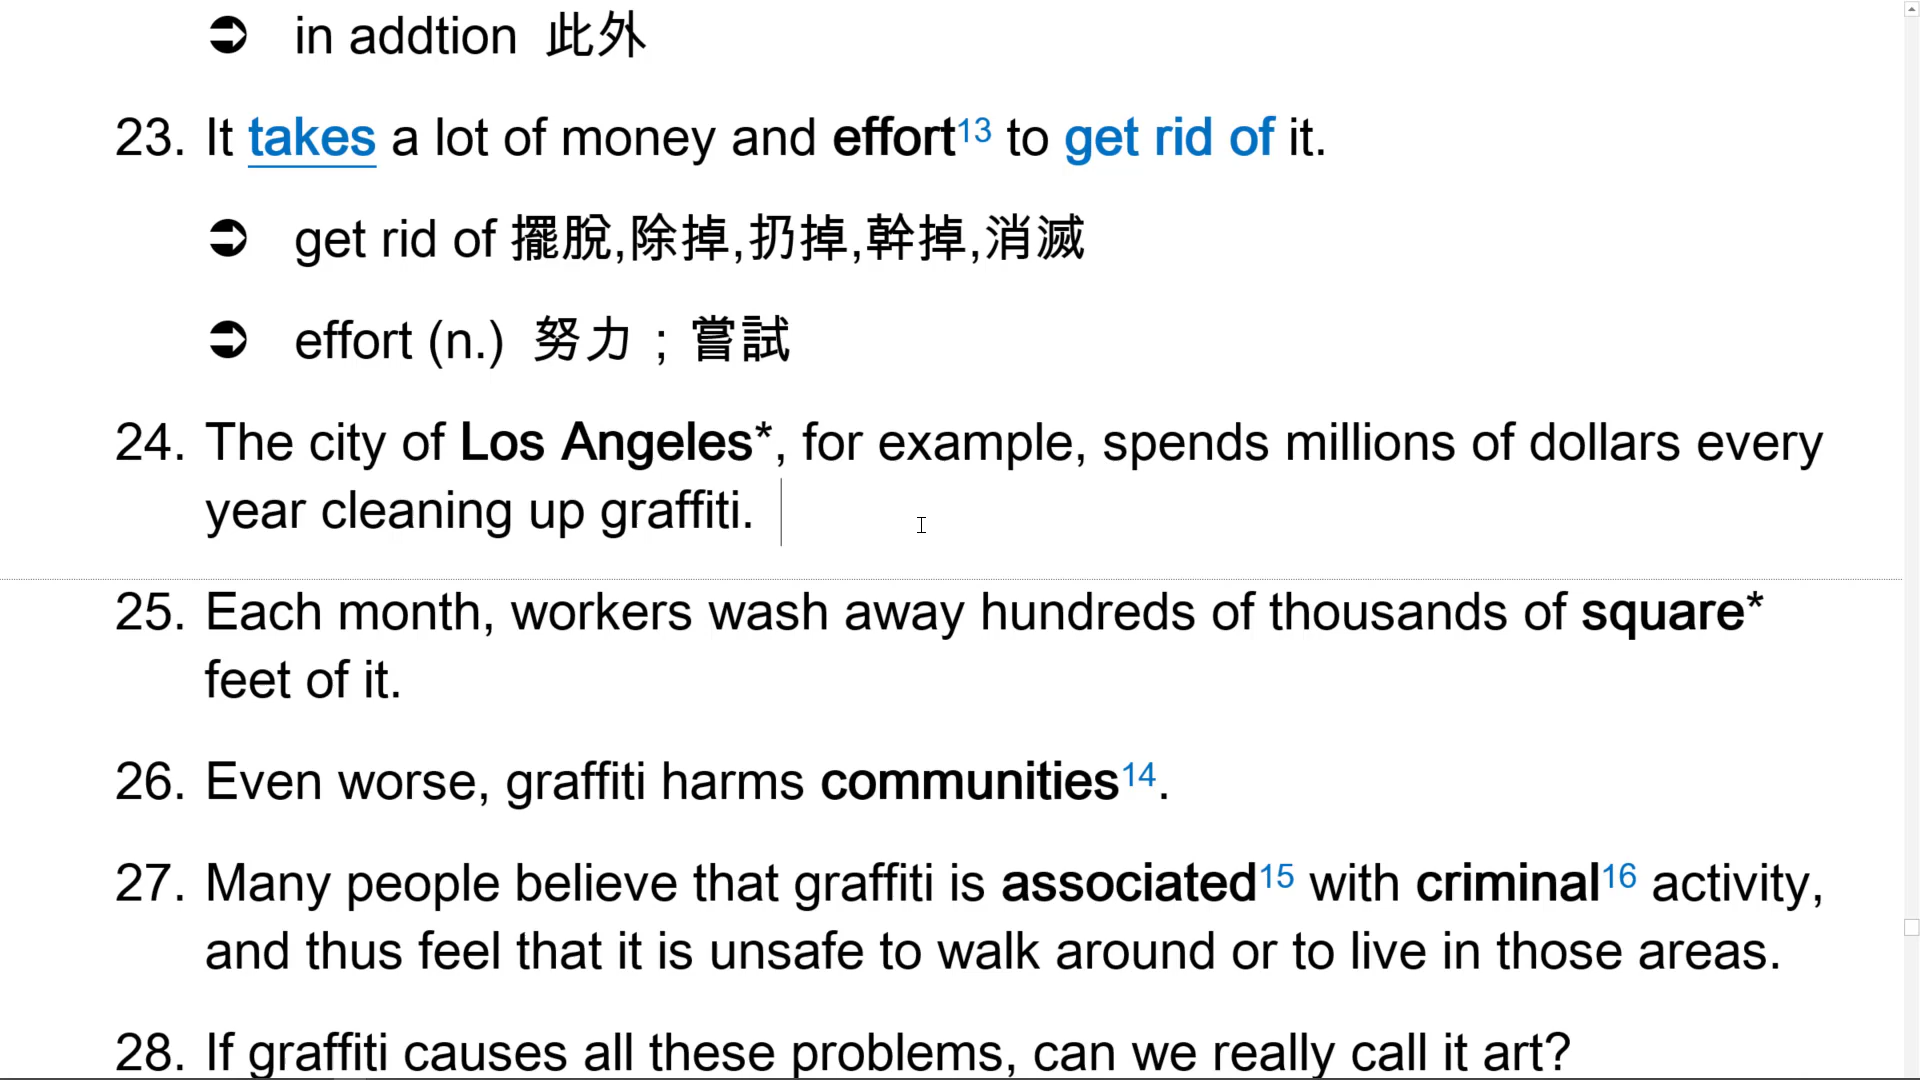 ➲ in addtion 此外
23. It takes a lot of money and effort13 to get rid of it.
➲ get rid of 擺脫,除掉,扔掉,幹掉,消滅
➲ effort (n.) 努力；嘗試
24. The city of Los Angeles*, for example, spends millions of dollars every
year cleaning up graffiti.
25. Each month, workers wash away hundreds of thousands of square*
feet of it.
26. Even worse, graffiti harms communities14.
27. Many people believe that graffiti is associated15 with criminal16 activity,
and thus feel that it is unsafe to walk around or to live in those areas.
28. If graffiti causes all these problems, can we really call it art?